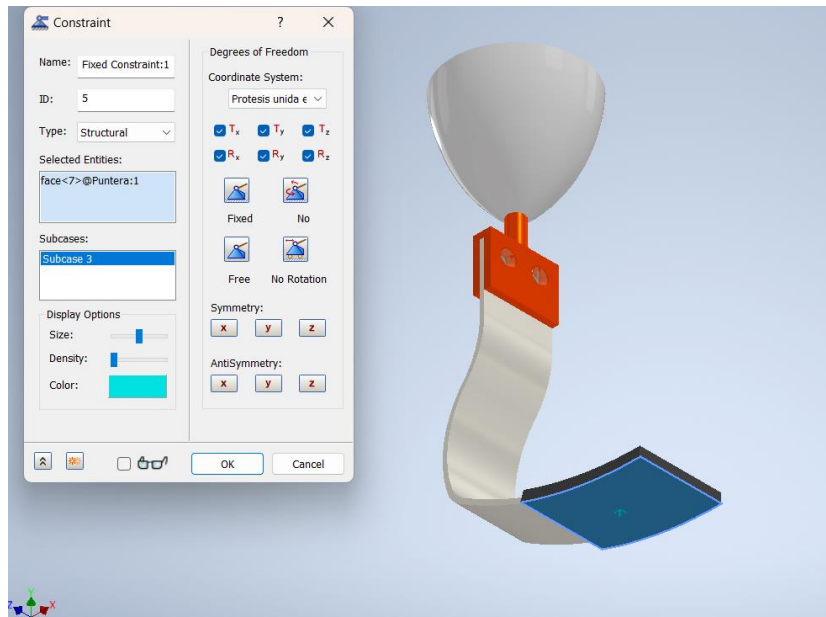 Constraint
Name: Fixed Constraint:1
ID: 5
Type: Structural
Selected Entities:
face<7>@Puntera:1
Subcases:
Subcase 3
Display Options
Size:
Density:
Color:
Degrees of Freedom
Coordinate System:
Protesis unida e
Tx Ty Tz
Rx Ry Rz
Fixed No
Free No Rotation
Symmetry:
x y z
AntiSymmetry:
x y z
OK Cancel
Z Y X